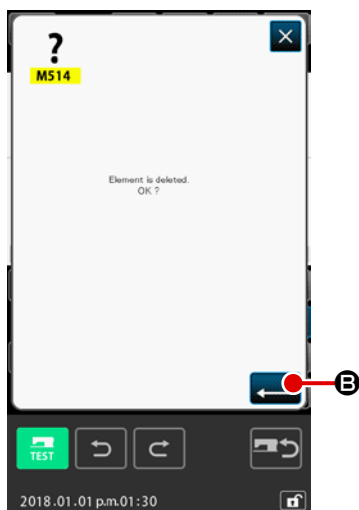 ?
M514
Element is deleted.
OK ?
B
TEST
2018.01.01 p.m.01:30